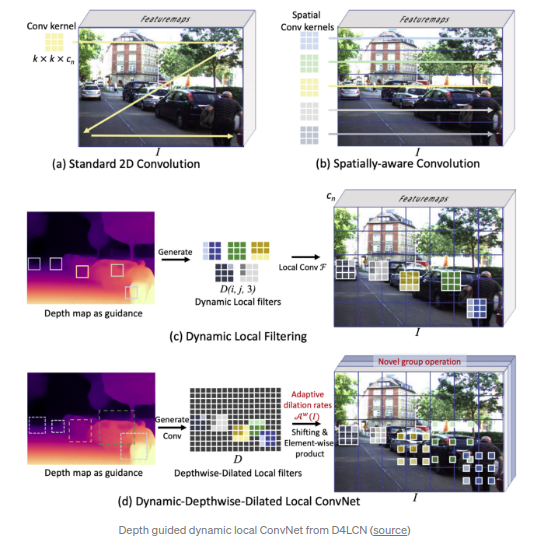 Conv kernel
k × k × cn
Featuremaps
I
(a) Standard 2D Convolution
Spatial
Conv kernels
Featuremaps
I
(b) Spatially-aware Convolution
Depth map as guidance
Generate
D(i, j, 3)
Dynamic Local filters
Local Conv ℱ
cn
Featuremaps
I
(c) Dynamic Local Filtering
Depth map as guidance
Generate
Conv
D
Depthwise-Dilated Local filters
Adaptive
dilation rates
𝒜ʷ(I)
Shifting &
Element-wise
product
Novel group operation
I
(d) Dynamic-Depthwise-Dilated Local ConvNet
Depth guided dynamic local ConvNet from D4LCN (source)